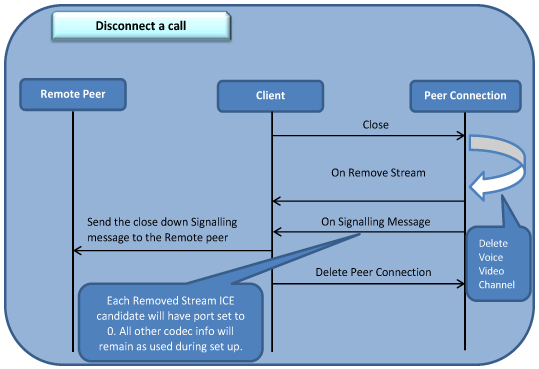 Disconnect a call
Remote Peer
Client
Peer Connection
Close
On Remove Stream
Send the close down Signalling
message to the Remote peer
On Signalling Message
Delete
Voice
Video
Channel
Delete Peer Connection
Each Removed Stream ICE
candidate will have port set to
0. All other codec info will
remain as used during set up.